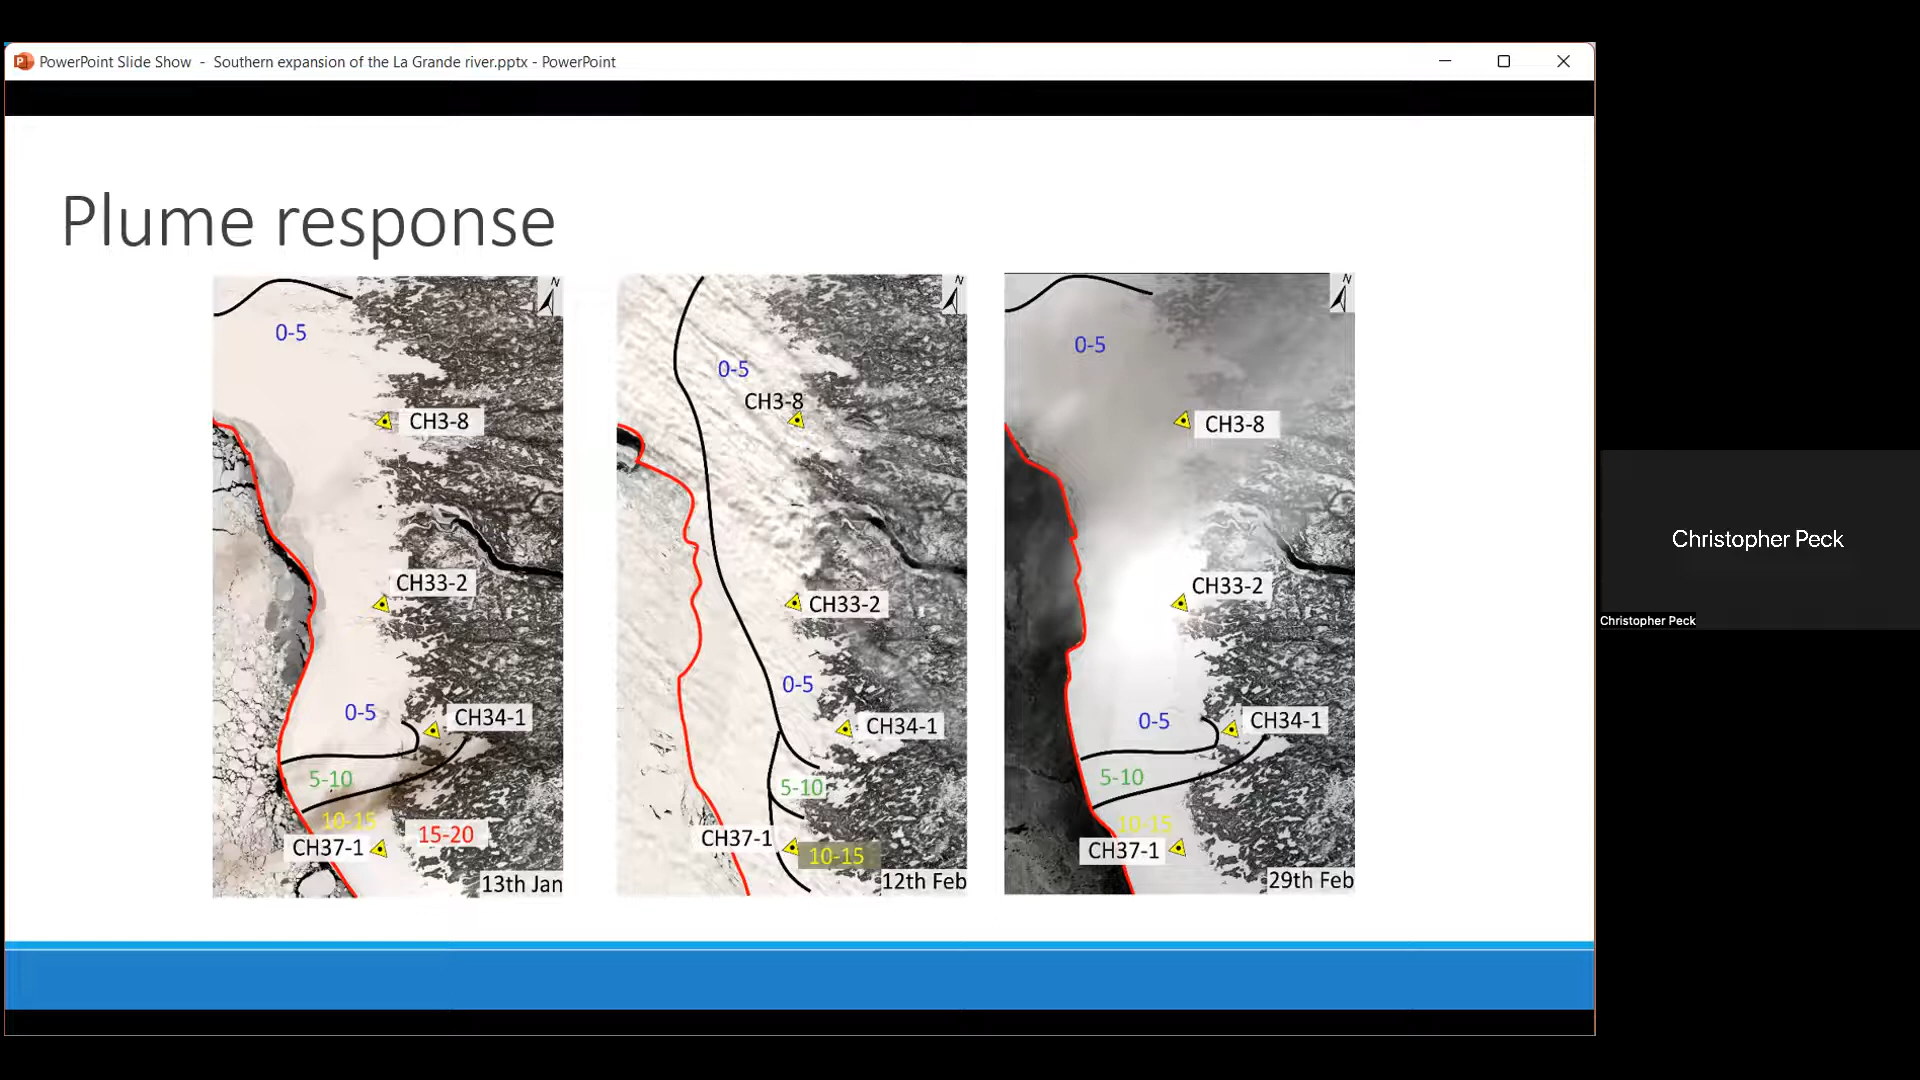 PowerPoint Slide Show - Southern expansion of the La Grande river.pptx - PowerPoint
Plume response
N
0-5
CH3-8
CH33-2
0-5
CH34-1
5-10
10-15
15-20
CH37-1
13th Jan
N
0-5
CH3-8
CH33-2
0-5
CH34-1
5-10
CH37-1
10-15
12th Feb
N
0-5
CH3-8
CH33-2
0-5
CH34-1
5-10
10-15
CH37-1
29th Feb
Christopher Peck
Christopher Peck